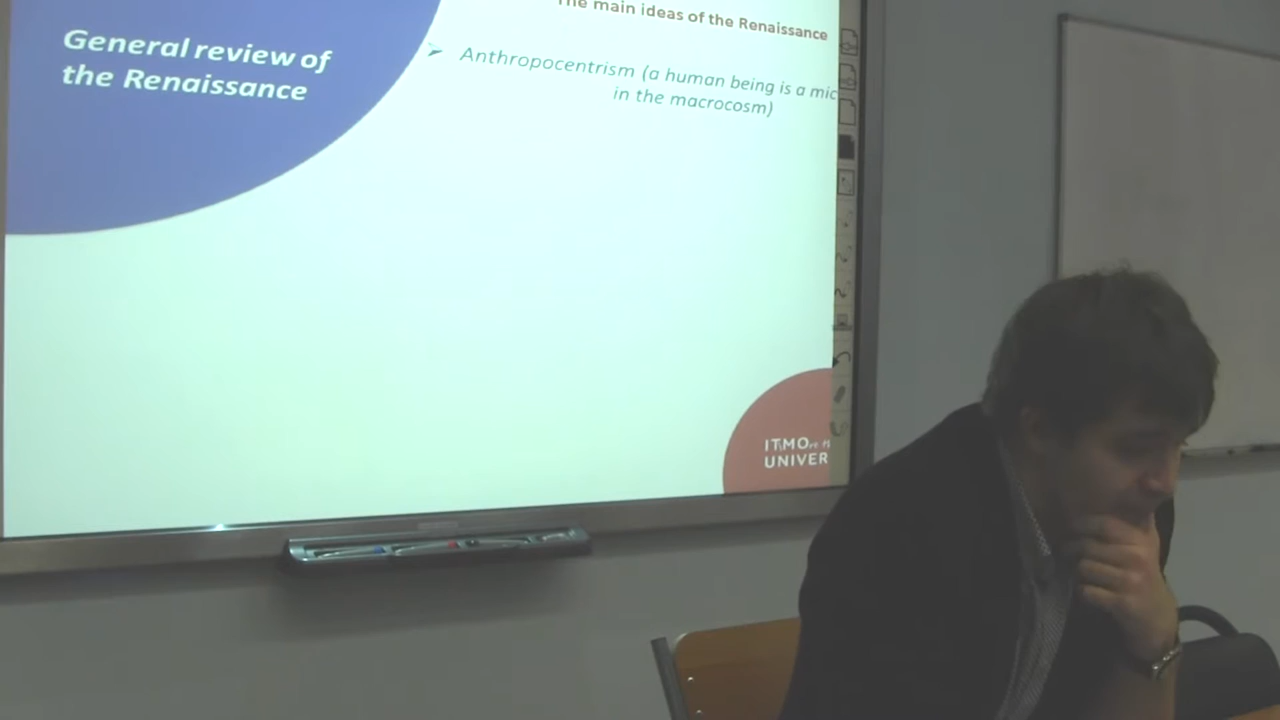 General review of
the Renaissance
The main ideas of the Renaissance
Anthropocentrism (a human being is a mic
in the macrocosm)
ITMO
UNIVER